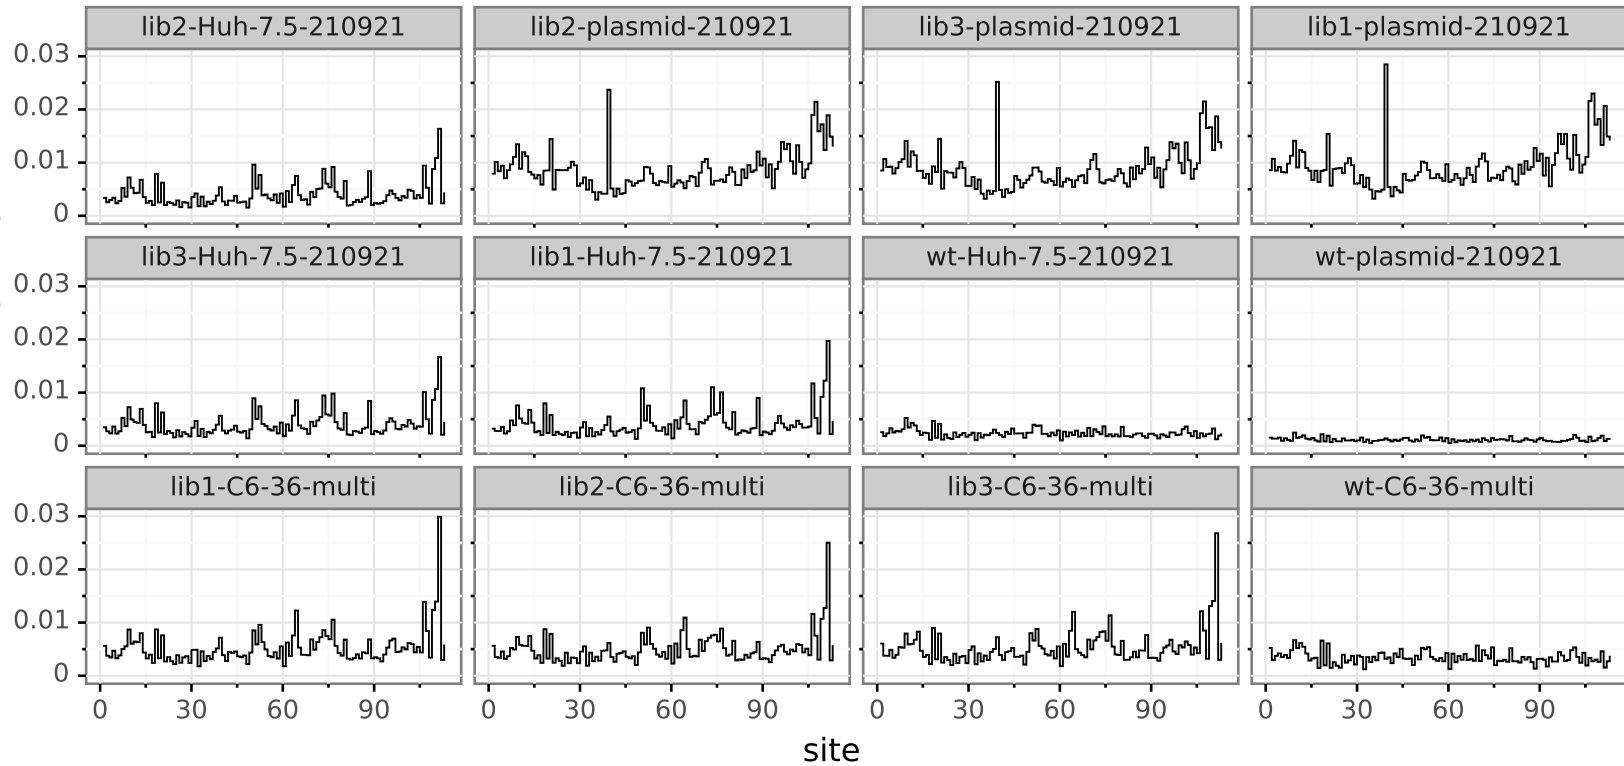 lib2-Huh-7.5-210921 lib2-plasmid-210921 lib3-plasmid-210921 lib1-plasmid-210921
0.03
0.02
0.01
0
lib3-Huh-7.5-210921 lib1-Huh-7.5-210921 wt-Huh-7.5-210921 wt-plasmid-210921
0.03
0.02
0.01
0
lib1-C6-36-multi lib2-C6-36-multi lib3-C6-36-multi wt-C6-36-multi
0.03
0.02
0.01
0
0 30 60 90 0 30 60 90 0 30 60 90 0 30 60 90
site